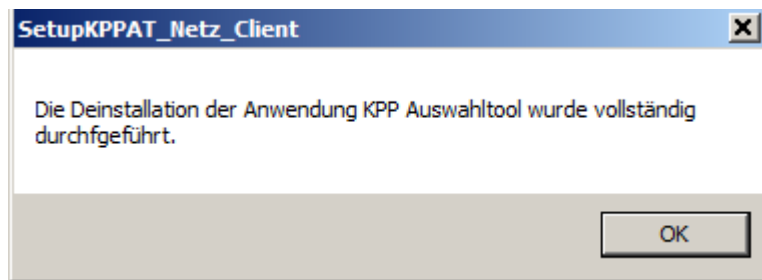 SetupKPPAT_Netz_Client
Die Deinstallation der Anwendung KPP Auswahltool wurde vollständig
durchfgeführt.
OK